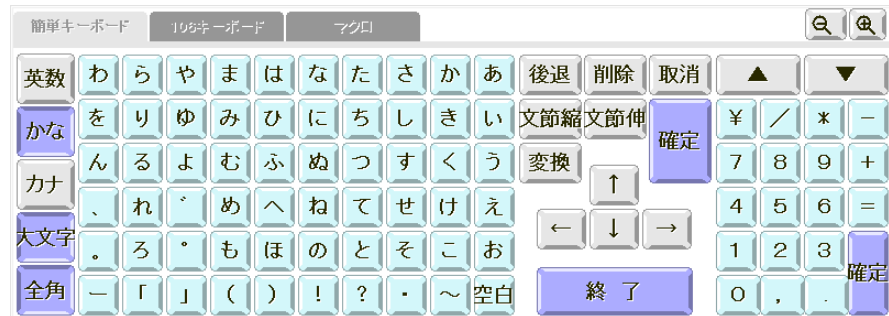 簡単キーボード 106キーボード マクロ
英数 わ ら や ま は な た さ か あ 後退 削除 取消 ▲ ▼
かな を り ゆ み ひ に ち し き い 文節縮 文節伸 確定 ¥ ／ * －
ん る よ む ふ ぬ つ す く う 変換 ↑ 7 8 9 +
カナ 、 れ ゛ め へ ね て せ け え ← ↓ → 4 5 6 =
大文字 。 ろ ゜ も ほ の と そ こ お 1 2 3 確定
全角 ー 「 」 ( ) ! ? ・ ～ 空白 終了 0 , .